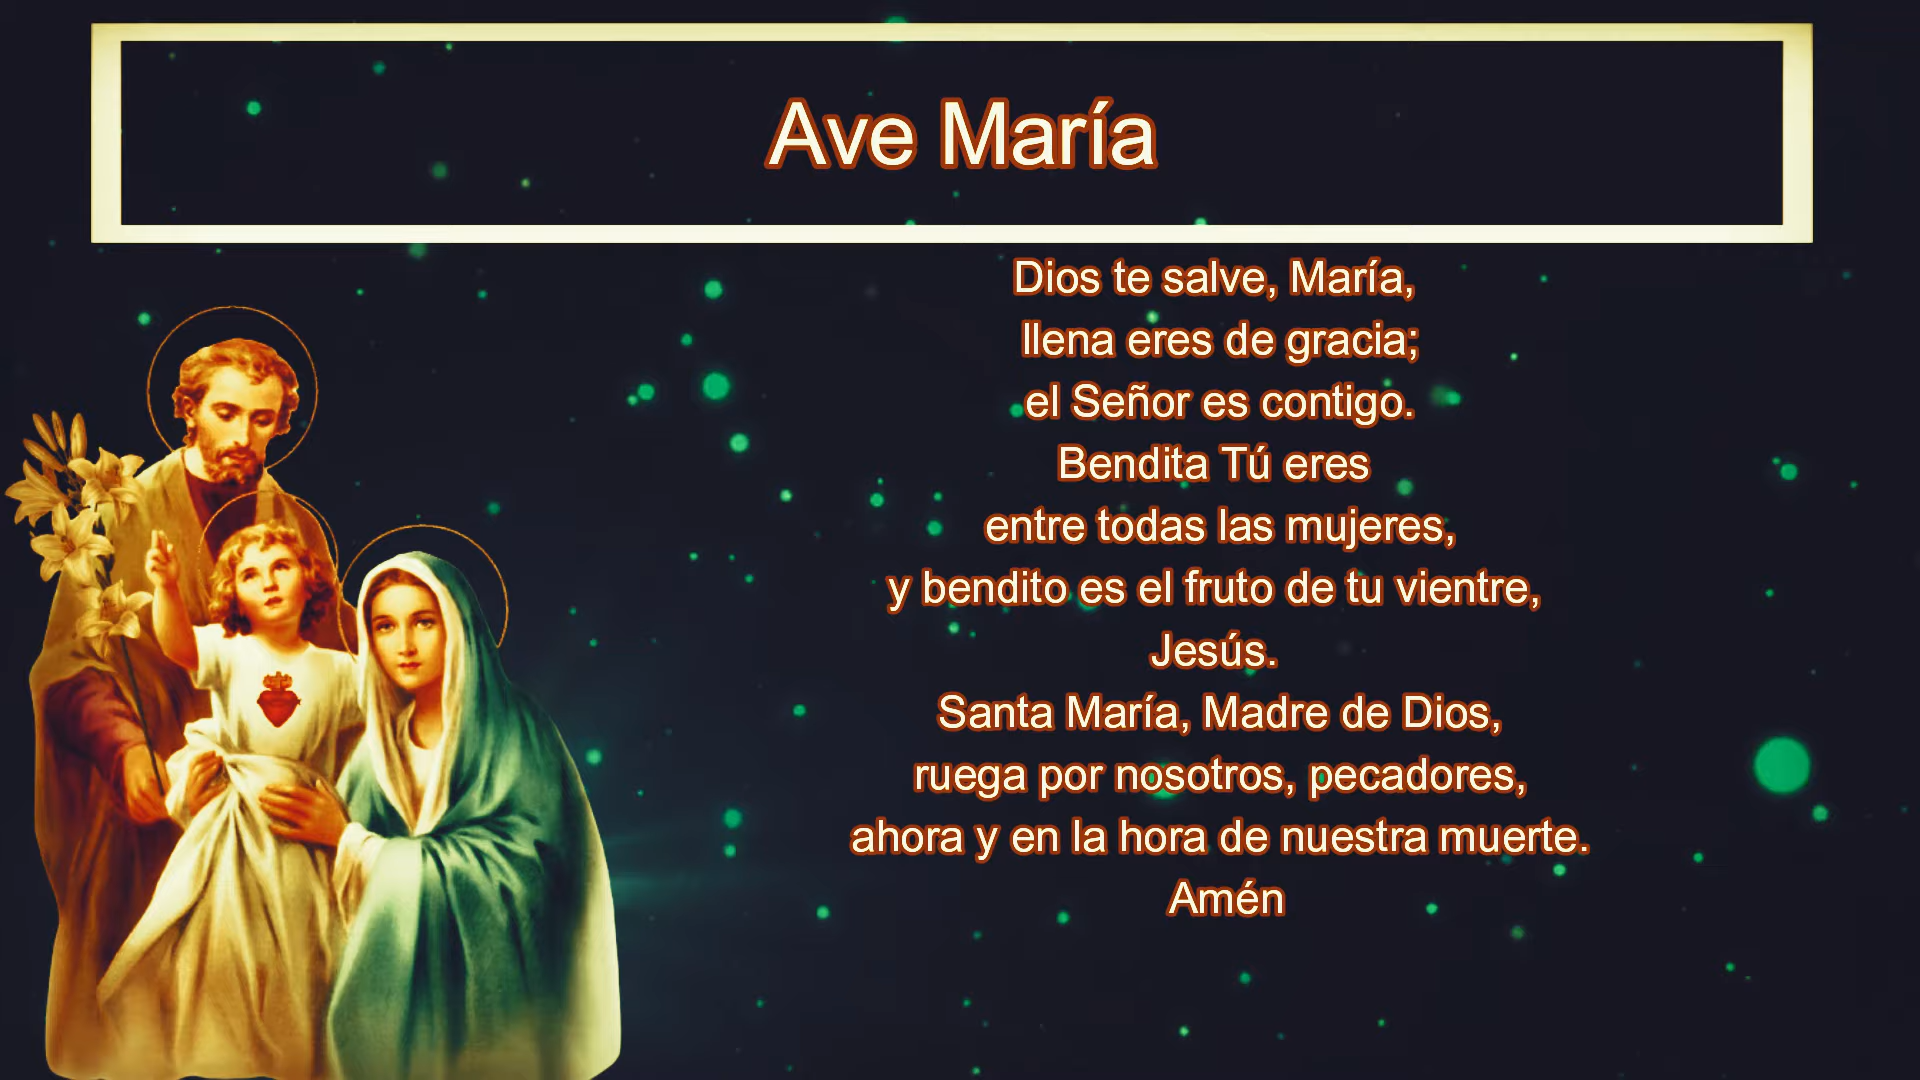 Ave María
Dios te salve, María,
llena eres de gracia;
el Señor es contigo.
Bendita Tú eres
entre todas las mujeres,
y bendito es el fruto de tu vientre,
Jesús.
Santa María, Madre de Dios,
ruega por nosotros, pecadores,
ahora y en la hora de nuestra muerte.
Amén